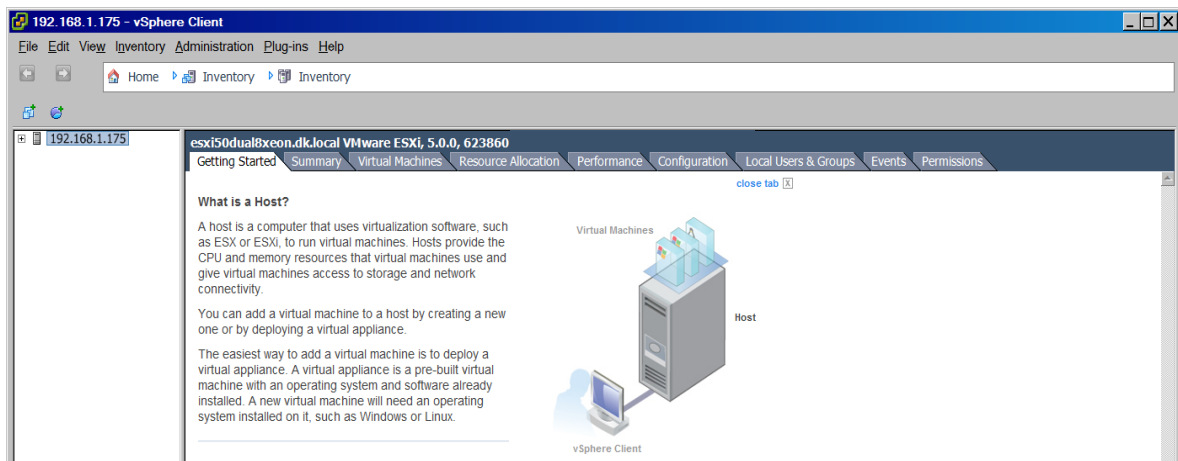 192.168.1.175 - vSphere Client
File Edit View Inventory Administration Plug-ins Help
Home Inventory Inventory
192.168.1.175
esxi50dual8xeon.dk.local VMware ESXi, 5.0.0, 623860
Getting Started Summary Virtual Machines Resource Allocation Performance Configuration Local Users & Groups Events Permissions
close tab X
What is a Host?
A host is a computer that uses virtualization software, such
as ESX or ESXi, to run virtual machines. Hosts provide the
CPU and memory resources that virtual machines use and
give virtual machines access to storage and network
connectivity.
You can add a virtual machine to a host by creating a new
one or by deploying a virtual appliance.
The easiest way to add a virtual machine is to deploy a
virtual appliance. A virtual appliance is a pre-built virtual
machine with an operating system and software already
installed. A new virtual machine will need an operating
system installed on it, such as Windows or Linux.
Virtual Machines
Host
vSphere Client